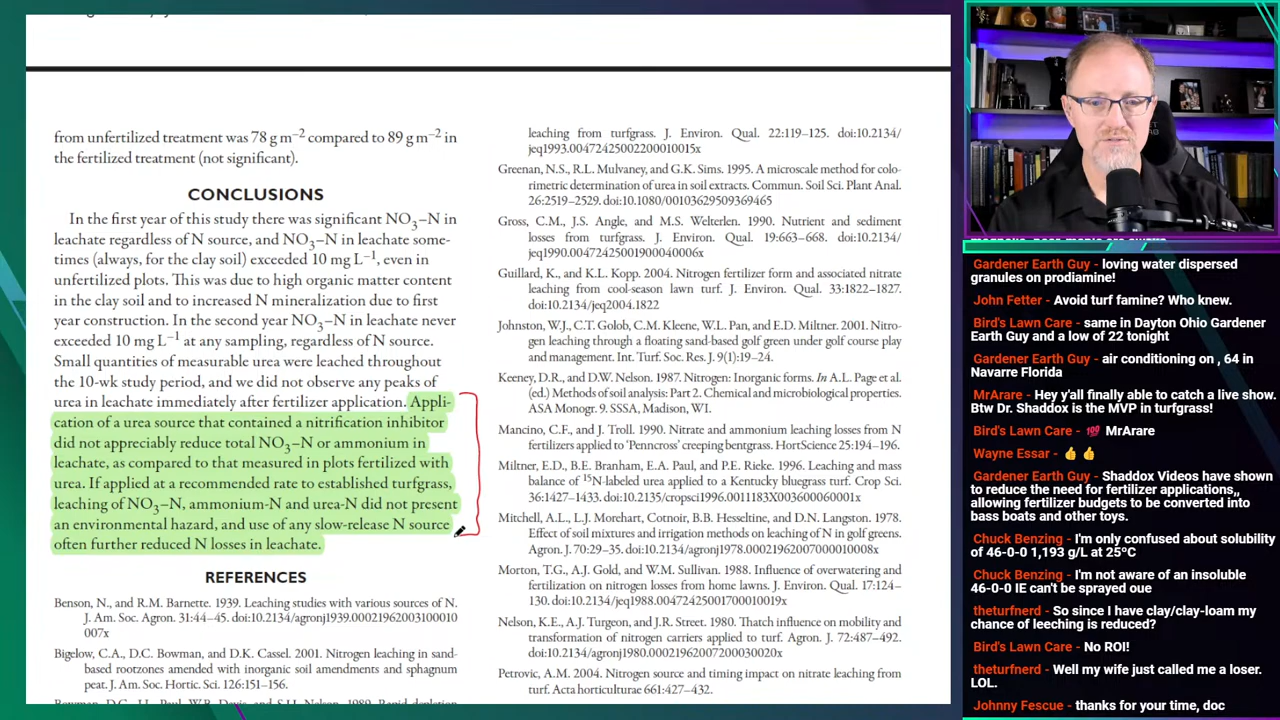 from unfertilized treatment was 78 g m–2 compared to 89 g m–2 in
the fertilized treatment (not significant).
CONCLUSIONS
In the first year of this study there was significant NO3–N in
leachate regardless of N source, and NO3–N in leachate some-
times (always, for the clay soil) exceeded 10 mg L–1, even in
unfertilized plots. This was due to high organic matter content
in the clay soil and to increased N mineralization due to first
year construction. In the second year NO3–N in leachate never
exceeded 10 mg L–1 at any sampling, regardless of N source.
Small quantities of measurable urea were leached throughout
the 10-wk study period, and we did not observe any peaks of
urea in leachate immediately after fertilizer application. Appli-
cation of a urea source that contained a nitrification inhibitor
did not appreciably reduce total NO3–N or ammonium in
leachate, as compared to that measured in plots fertilized with
urea. If applied at a recommended rate to established turfgrass,
leaching of NO3–N, ammonium-N and urea-N did not present
an environmental hazard, and use of any slow-release N source
often further reduced N losses in leachate.
REFERENCES
Benson, N., and R.M. Barnette. 1939. Leaching studies with various sources of N.
J. Am. Soc. Agron. 31:44–45. doi:10.2134/agronj1939.00021962003100010
007x
Bigelow, C.A., D.C. Bowman, and D.K. Cassel. 2001. Nitrogen leaching in sand-
based rootzones amended with inorganic soil amendments and sphagnum
peat. J. Am. Soc. Hortic. Sci. 126:151–156.
leaching from turfgrass. J. Environ. Qual. 22:119–125. doi:10.2134/
jeq1993.00472425002200010015x
Greenan, N.S., R.L. Mulvaney, and G.K. Sims. 1995. A microscale method for colo-
rimetric determination of urea in soil extracts. Commun. Soil Sci. Plant Anal.
26:2519–2529. doi:10.1080/00103629509369465
Gross, C.M., J.S. Angle, and M.S. Welterlen. 1990. Nutrient and sediment
losses from turfgrass. J. Environ. Qual. 19:663–668. doi:10.2134/
jeq1990.00472425001900040006x
Guillard, K., and K.L. Kopp. 2004. Nitrogen fertilizer form and associated nitrate
leaching from cool-season lawn turf. J. Environ. Qual. 33:1822–1827.
doi:10.2134/jeq2004.1822
Johnston, W.J., C.T. Golob, C.M. Kleene, W.L. Pan, and E.D. Miltner. 2001. Nitro-
gen leaching through a floating sand-based golf green under golf course play
and management. Int. Turf. Soc. Res. J. 9(1):19–24.
Keeney, D.R., and D.W. Nelson. 1987. Nitrogen: Inorganic forms. In A.L. Page et al.
(ed.) Methods of soil analysis: Part 2. Chemical and microbiological properties.
ASA Monogr. 9. SSSA, Madison, WI.
Mancino, C.F., and J. Troll. 1990. Nitrate and ammonium leaching losses from N
fertilizers applied to ‘Penncross’ creeping bentgrass. HortScience 25:194–196.
Miltner, E.D., B.E. Branham, E.A. Paul, and P.E. Rieke. 1996. Leaching and mass
balance of 15N-labeled urea applied to a Kentucky bluegrass turf. Crop Sci.
36:1427–1433. doi:10.2135/cropsci1996.0011183X003600060001x
Mitchell, A.L., L.J. Morehart, Cotnoir, B.B. Hesseltine, and D.N. Langston. 1978.
Effect of soil mixtures and irrigation methods on leaching of N in golf greens.
Agron. J. 70:29–35. doi:10.2134/agronj1978.00021962007000010008x
Morton, T.G., A.J. Gold, and W.M. Sullivan. 1988. Influence of overwatering and
fertilization on nitrogen losses from home lawns. J. Environ. Qual. 17:124–
130. doi:10.2134/jeq1988.00472425001700010019x
Nelson, K.E., A.J. Turgeon, and J.R. Street. 1980. Thatch influence on mobility and
transformation of nitrogen carriers applied to turf. Agron. J. 72:487–492.
doi:10.2134/agronj1980.00021962007200030020x
Petrovic, A.M. 2004. Nitrogen source and timing impact on nitrate leaching from
turf. Acta horticulturae 661:427–432.
Gardener Earth Guy - loving water dispersed
granules on prodiamine!
John Fetter - Avoid turf famine? Who knew.
Bird's Lawn Care - same in Dayton Ohio Gardener
Earth Guy and a low of 22 tonight
Gardener Earth Guy - air conditioning on , 64 in
Navarre Florida
MrArare - Hey y'all finally able to catch a live show.
Btw Dr. Shaddox is the MVP in turfgrass!
Bird's Lawn Care - 💯 MrArare
Wayne Essar - 👍 👍
Gardener Earth Guy - Shaddox Videos have shown
to reduce the need for fertilizer applications,,
allowing fertilizer budgets to be converted into
bass boats and other toys.
Chuck Benzing - I'm only confused about solubility
of 46-0-0 1,193 g/L at 25ºC
Chuck Benzing - I'm not aware of an insoluble
46-0-0 IE can't be sprayed oue
theturfnerd - So since I have clay/clay-loam my
chance of leeching is reduced?
Bird's Lawn Care - No ROI!
theturfnerd - Well my wife just called me a loser.
LOL.
Johnny Fescue - thanks for your time, doc